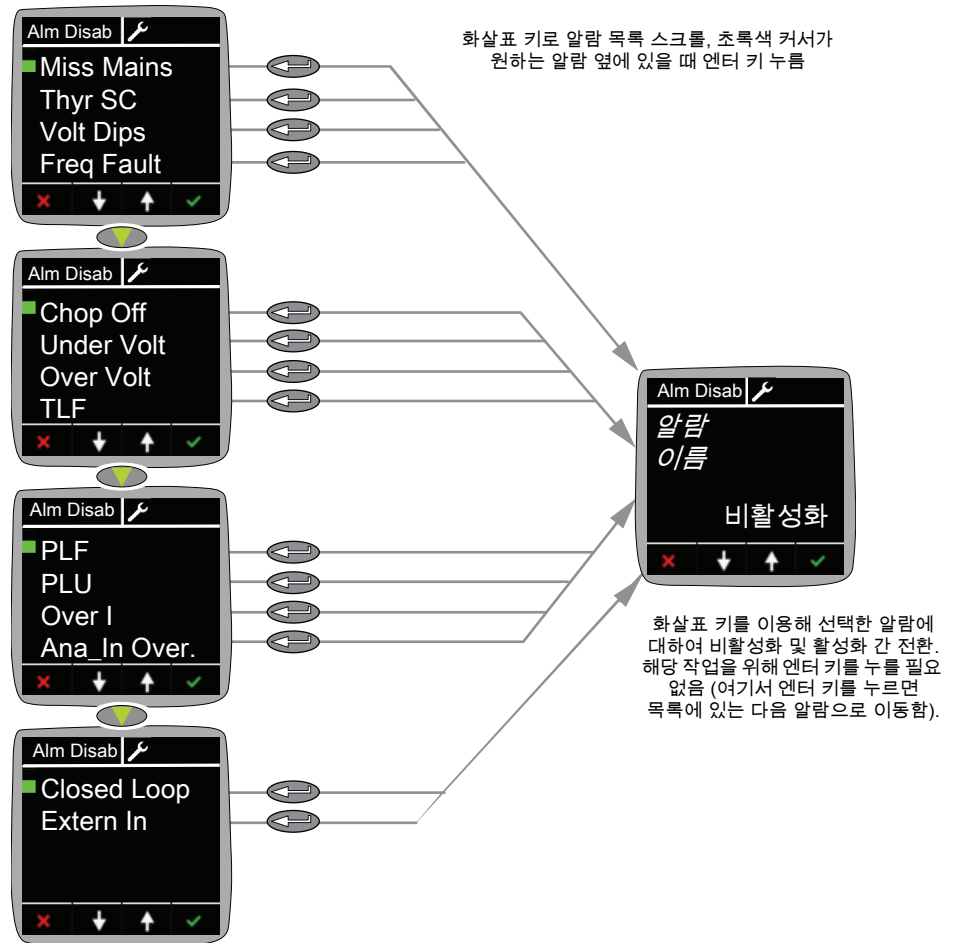 Alm Disab
Miss Mains
Thyr SC
Volt Dips
Freq Fault
화살표 키로 알람 목록 스크롤, 초록색 커서가
원하는 알람 옆에 있을 때 엔터 키 누름
Alm Disab
Chop Off
Under Volt
Over Volt
TLF
Alm Disab
PLF
PLU
Over I
Ana_In Over.
Alm Disab
Closed Loop
Extern In
Alm Disab
알람
이름
비활성화
화살표 키를 이용해 선택한 알람에
대하여 비활성화 및 활성화 간 전환.
해당 작업을 위해 엔터 키를 누를 필요
없음 (여기서 엔터 키를 누르면
목록에 있는 다음 알람으로 이동함).